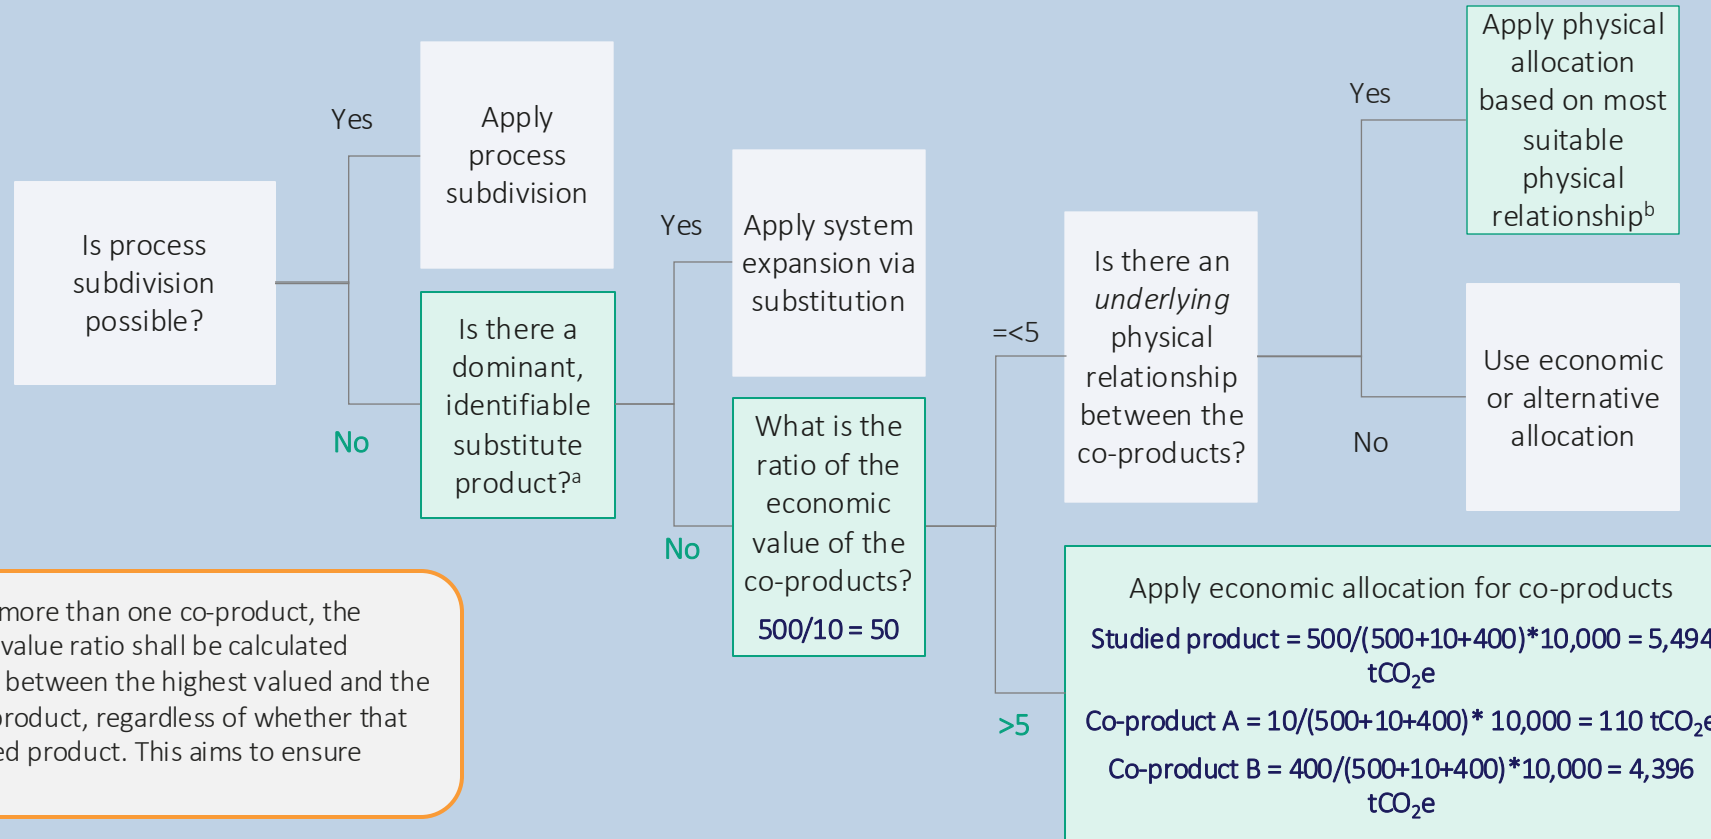 Is process
subdivision
possible?
Yes
No
Apply
process
subdivision
Is there a
dominant,
identifiable
substitute
product?a
Yes
No
Apply system
expansion via
substitution
What is the
ratio of the
economic
value of the
co-products?
500/10 = 50
=<5
>5
Is there an
underlying
physical
relationship
between the
co-products?
Yes
No
Apply physical
allocation
based on most
suitable
physical
relationshipb
Use economic
or alternative
allocation
Apply economic allocation for co-products
Studied product = 500/(500+10+400)*10,000 = 5,494
tCO2e
Co-product A = 10/(500+10+400)* 10,000 = 110 tCO2e
Co-product B = 400/(500+10+400)*10,000 = 4,396
tCO2e
more than one co-product, the
value ratio shall be calculated
between the highest valued and the
product, regardless of whether that
product. This aims to ensure